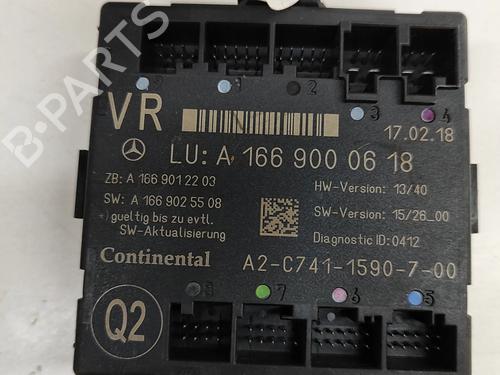 VR
17.02.18
LU: A 166 900 06 18
ZB: A 166 901 22 03
HW-Version: 13/40
SW: A 166 902 55 08
SW-Version: 15/26_00
*) gueltig bis zu evtl.
SW-Aktualisierung
Diagnostic ID:0412
Continental
A2-C741-1590-7-00
Q2
2
3
4
8
7
6
5
B-PARTS